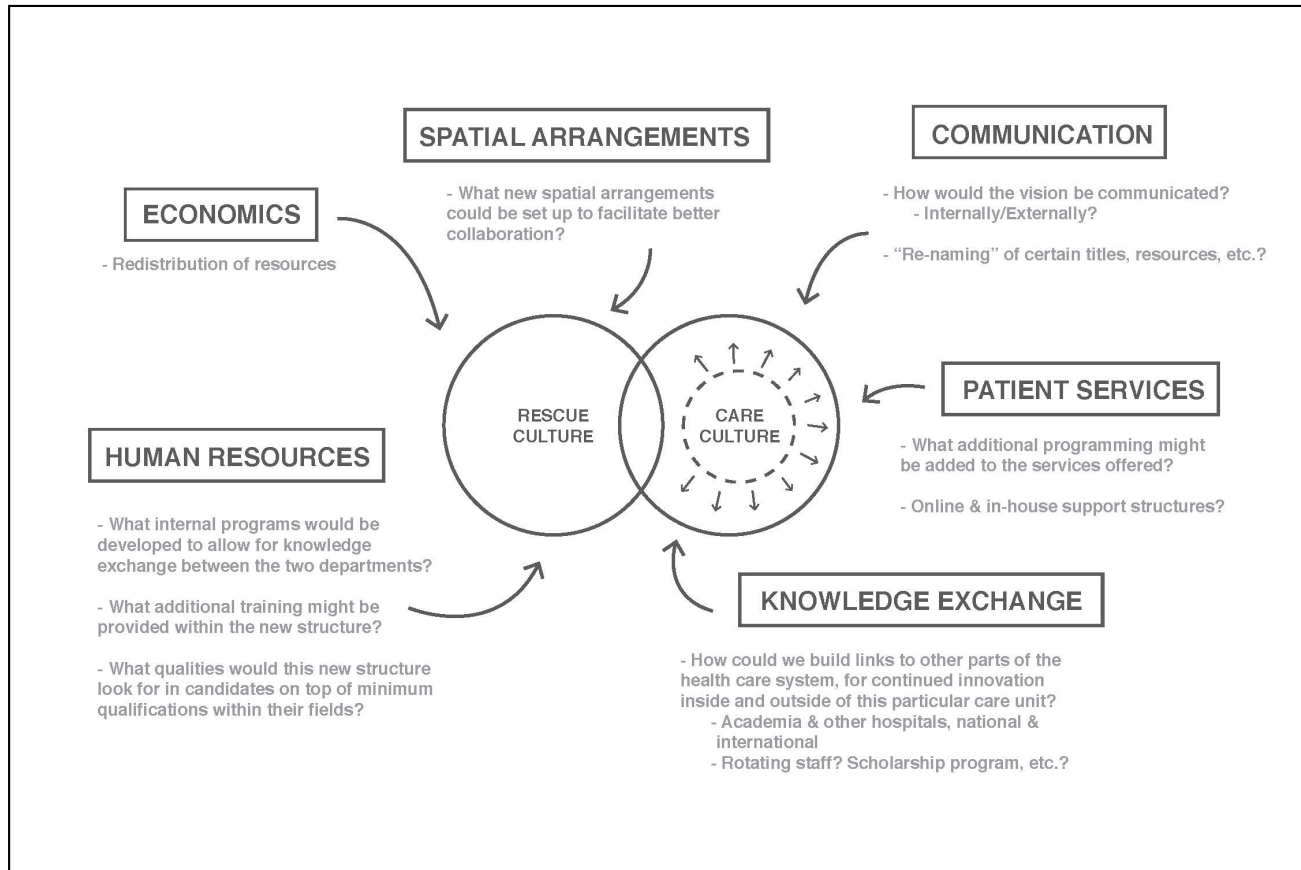 SPATIAL ARRANGEMENTS
- What new spatial arrangements
could be set up to facilitate better
collaboration?
COMMUNICATION
- How would the vision be communicated?
- Internally/Externally?
- “Re-naming” of certain titles, resources, etc.?
ECONOMICS
- Redistribution of resources
RESCUE
CULTURE
CARE
CULTURE
PATIENT SERVICES
- What additional programming might
be added to the services offered?
- Online & in-house support structures?
HUMAN RESOURCES
- What internal programs would be
developed to allow for knowledge
exchange between the two departments?
- What additional training might be
provided within the new structure?
- What qualities would this new structure
look for in candidates on top of minimum
qualifications within their fields?
KNOWLEDGE EXCHANGE
- How could we build links to other parts of the
health care system, for continued innovation
inside and outside of this particular care unit?
- Academia & other hospitals, national &
international
- Rotating staff? Scholarship program, etc.?